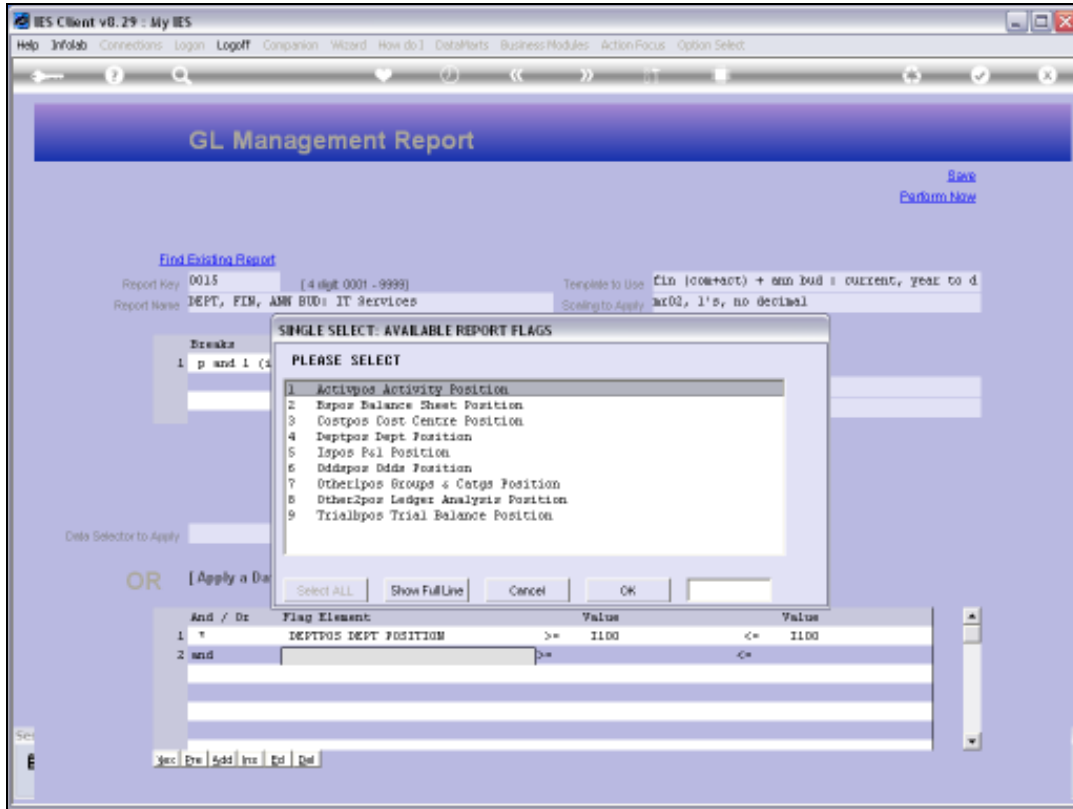 IES Client v8.29 : My IES
Help Infolab Connections Logon Logoff Companion Wizard How do I DataMarts Business Modules Action Focus Option Select
GL Management Report
Save
Perform Now
Find Existing Report
Report Key 0015 [ 4 digit: 0001 - 9999] Template to Use fin (com+act) + ann bud : current, year to d
Report Name DEPT, FIN, ANN BUD: IT Services Scaling to Apply mr02, 1's, no decimal
SINGLE SELECT: AVAILABLE REPORT FLAGS
Breaks
1 p and l (i
PLEASE SELECT
1 Activpos Activity Position
2 Bspos Balance Sheet Position
3 Costpos Cost Centre Position
4 Deptpos Dept Position
5 Ispos P&l Position
6 Oddspos Odds Position
7 Other1pos Groups & Catgs Position
8 Other2pos Ledger Analysis Position
9 Trialbpos Trial Balance Position
Data Selector to Apply
OR [ Apply a Da
Select ALL Show Full Line Cancel OK
And / Or Flag Element Value Value
1 DEPTPOS DEPT POSITION >= I100 <= I100
2 and >= <=
Nex Pre Add Ins Ed Del